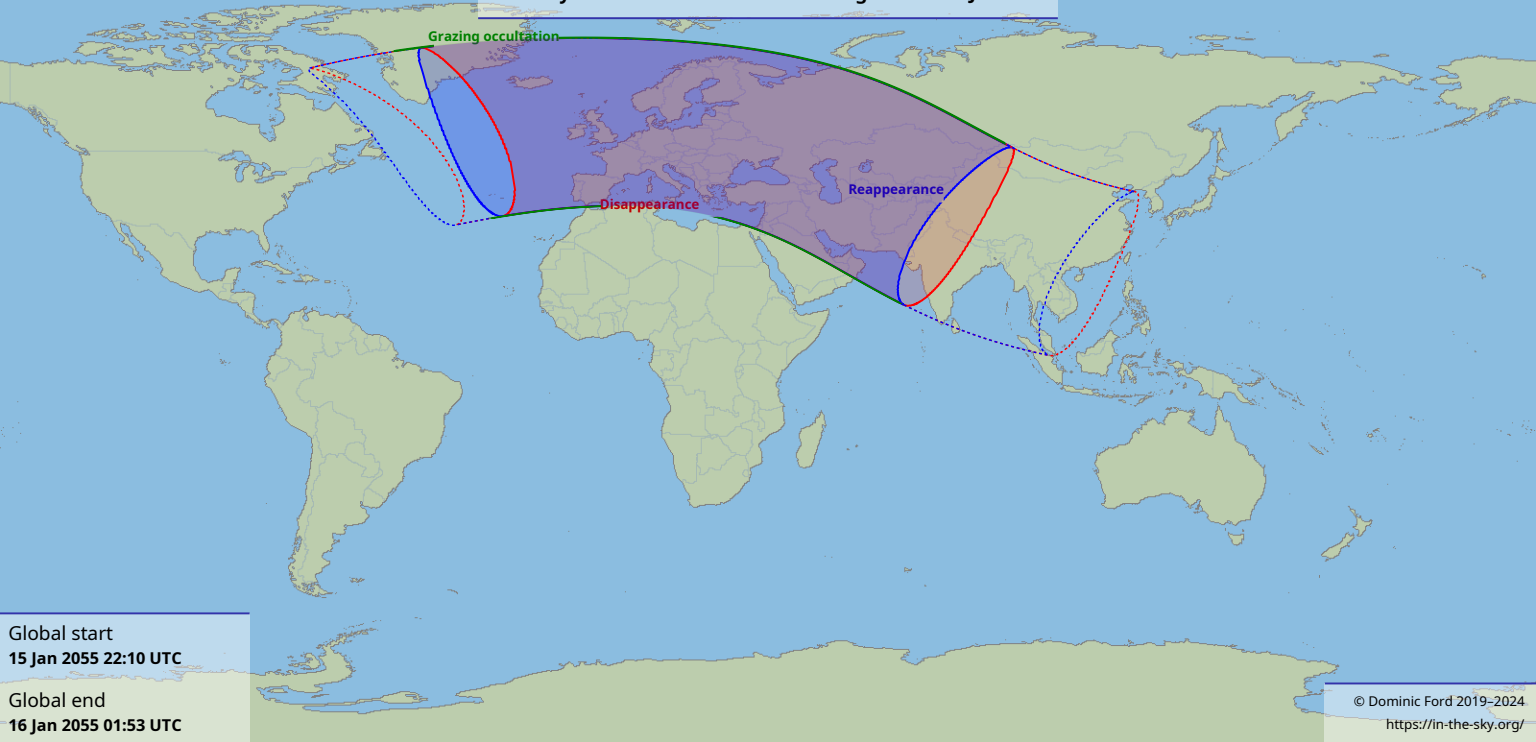 Grazing occultation
Reappearance
Disappearance
Global start
15 Jan 2055 22:10 UTC
Global end
16 Jan 2055 01:53 UTC
© Dominic Ford 2019–2024
https://in-the-sky.org/